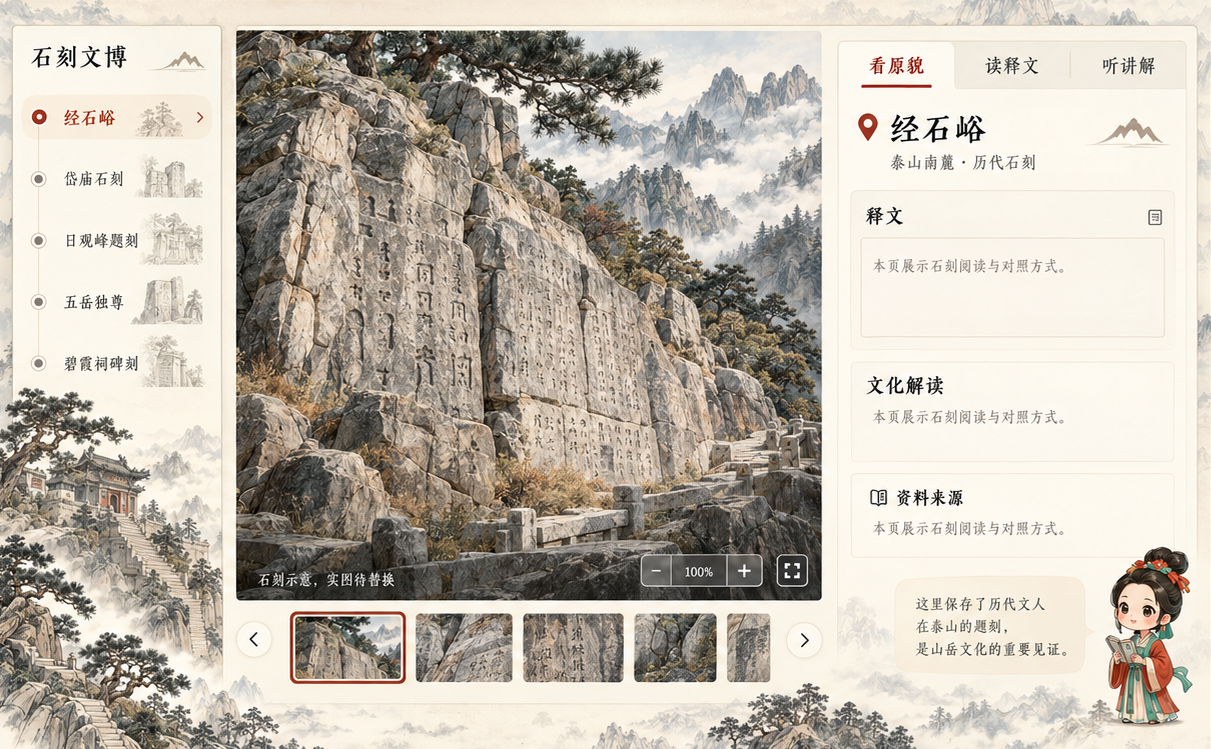 石刻文博
经石峪
岱庙石刻
日观峰题刻
五岳独尊
碧霞祠碑刻
石刻示意，实图待替换
100%
看原貌
读释文
听讲解
经石峪
泰山南麓·历代石刻
释文
本页展示石刻阅读与对照方式。
文化解读
本页展示石刻阅读与对照方式。
资料来源
本页展示石刻阅读与对照方式。
这里保存了历代文人
在泰山的题刻，
是山岳文化的重要见证。